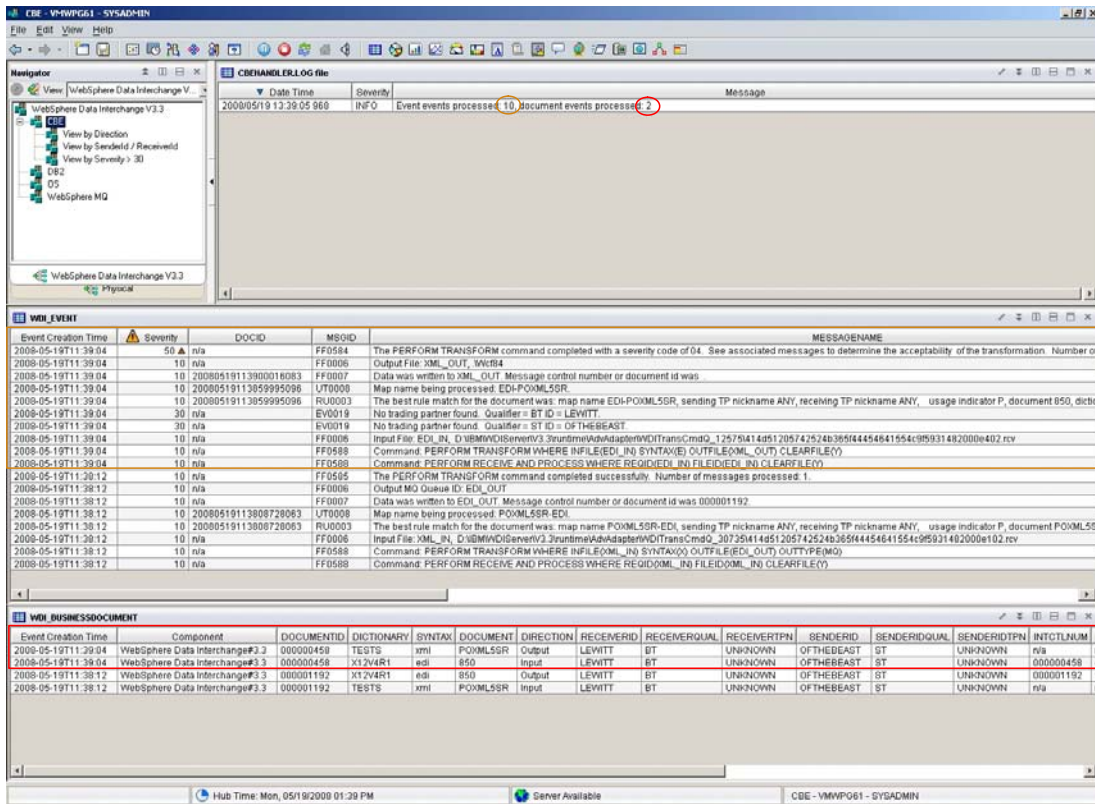 CBE - VMWPG61 - SYSADMIN
File Edit View Help
Navigator
View WebSphere Data Interchange V...
WebSphere Data Interchange V3.3
CBE
View by Direction
View by SenderId / ReceiverId
View by Severity > 30
DB2
OS
WebSphere MQ
WebSphere Data Interchange V3.3
Physical
CBEHANDLER.LOG file
Date Time Severity Message
2008/05/19 13:39:05 968 INFO Event events processed: 10, document events processed: 2
WDI_EVENT
Event Creation Time Severity DOCID MSGID MESSAGENAME
2008-05-19T11:39:04 50 n/a FF0584 The PERFORM TRANSFORM command completed with a severity code of 04. See associated messages to determine the acceptability of the transformation. Number o
2008-05-19T11:39:04 10 n/a FF0006 Output File: XML_OUT,
2008-05-19T11:39:04 10 20080519113900016083 FF0007 Data was written to XML_OUT. Message control number or document id was .
2008-05-19T11:39:04 10 20080519113859995096 UT0008 Map name being processed: EDI-POXML5SR.
2008-05-19T11:39:04 10 20080519113859995096 RU0003 The best rule match for the document was: map name EDI-POXML5SR, sending TP nickname ANY, receiving TP nickname ANY, usage indicator P, document 850, dictio
2008-05-19T11:39:04 30 n/a EV0019 No trading partner found. Qualifier = BT ID = LEWITT.
2008-05-19T11:39:04 30 n/a EV0019 No trading partner found. Qualifier = ST ID = OFTHEBEAST.
2008-05-19T11:39:04 10 n/a FF0006 Input File: EDI_IN,
2008-05-19T11:39:04 10 n/a FF0588 Command: PERFORM TRANSFORM WHERE INFILE(EDI_IN) SYNTAX(E) OUTFILE(XML_OUT) CLEARFILE(Y)
2008-05-19T11:39:04 10 n/a FF0588 Command: PERFORM RECEIVE AND PROCESS WHERE REQID(EDI_IN) FILEID(EDI_IN) CLEARFILE(Y)
2008-05-19T11:38:12 10 n/a FF0585 The PERFORM TRANSFORM command completed successfully. Number of messages processed: 1.
2008-05-19T11:38:12 10 n/a FF0006 Output MQ Queue ID: EDI_OUT
2008-05-19T11:38:12 10 n/a FF0007 Data was written to EDI_OUT. Message control number or document id was 000001192.
2008-05-19T11:38:12 10 20080519113808728063 UT0008 Map name being processed: POXML5SR-EDI.
2008-05-19T11:38:12 10 20080519113808728063 RU0003 The best rule match for the document was: map name POXML5SR-EDI, sending TP nickname ANY, receiving TP nickname ANY, usage indicator P, document POXML5S
2008-05-19T11:38:12 10 n/a FF0006 Input File: XML_IN,
2008-05-19T11:38:12 10 n/a FF0588 Command: PERFORM TRANSFORM WHERE INFILE(XML_IN) SYNTAX(X) OUTFILE(EDI_OUT) OUTTYPE(MQ)
2008-05-19T11:38:12 10 n/a FF0588 Command: PERFORM RECEIVE AND PROCESS WHERE REQID(XML_IN) FILEID(XML_IN) CLEARFILE(Y)
WDI_BUSINESSDOCUMENT
Event Creation Time Component DOCUMENTID DICTIONARY SYNTAX DOCUMENT DIRECTION RECEIVERID RECEIVERQUAL RECEIVERTPN SENDERID SENDERIDQUAL SENDERIDTPN INTCTLNUM
2008-05-19T11:39:04 WebSphere Data Interchange#3.3 000000458 TESTS xml POXML5SR Output LEWITT BT UNKNOWN OFTHEBEAST ST UNKNOWN n/a
2008-05-19T11:39:04 WebSphere Data Interchange#3.3 000000458 X12V4R1 edi 850 Input LEWITT BT UNKNOWN OFTHEBEAST ST UNKNOWN 000000458
2008-05-19T11:38:12 WebSphere Data Interchange#3.3 000001192 X12V4R1 edi 850 Output LEWITT BT UNKNOWN OFTHEBEAST ST UNKNOWN 000001192
2008-05-19T11:38:12 WebSphere Data Interchange#3.3 000001192 TESTS xml POXML5SR Input LEWITT BT UNKNOWN OFTHEBEAST ST UNKNOWN n/a
Hub Time: Mon, 05/19/2008 01:39 PM Server Available CBE - VMWPG61 - SYSADMIN